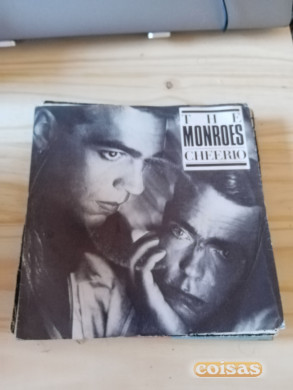 THE
MONROES
CHEERIO
coisas